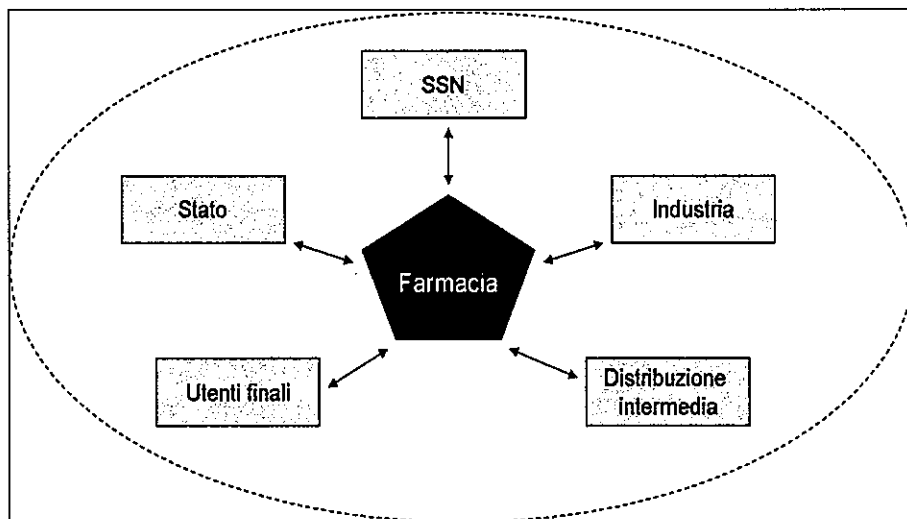 SSN
Stato
Industria
Farmacia
Utenti finali
Distribuzione
intermedia